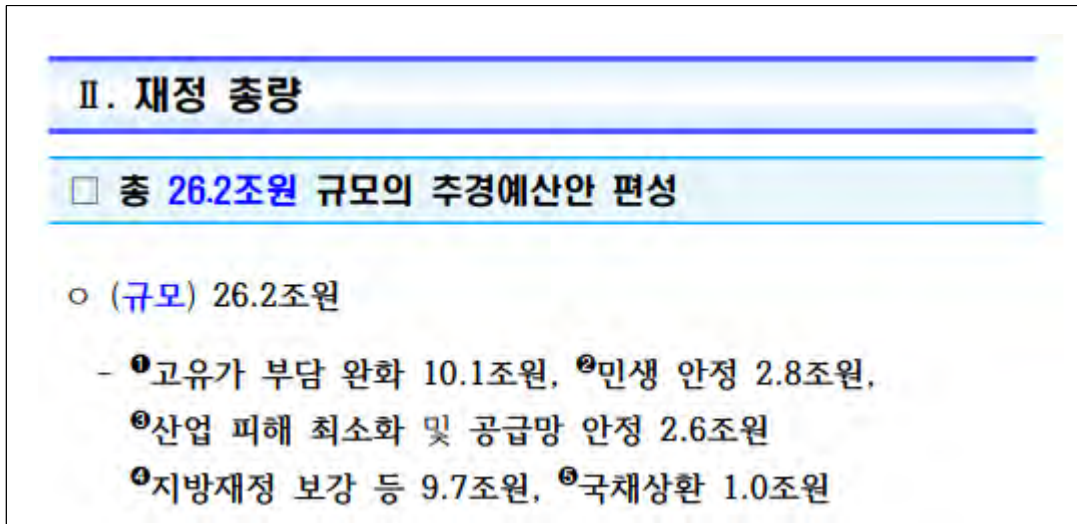 Ⅱ. 재정 총량
□ 총 26.2조원 규모의 추경예산안 편성
ㅇ (규모) 26.2조원
- ❶고유가 부담 완화 10.1조원, ❷민생 안정 2.8조원,
❸산업 피해 최소화 및 공급망 안정 2.6조원
❹지방재정 보강 등 9.7조원, ❺국채상환 1.0조원